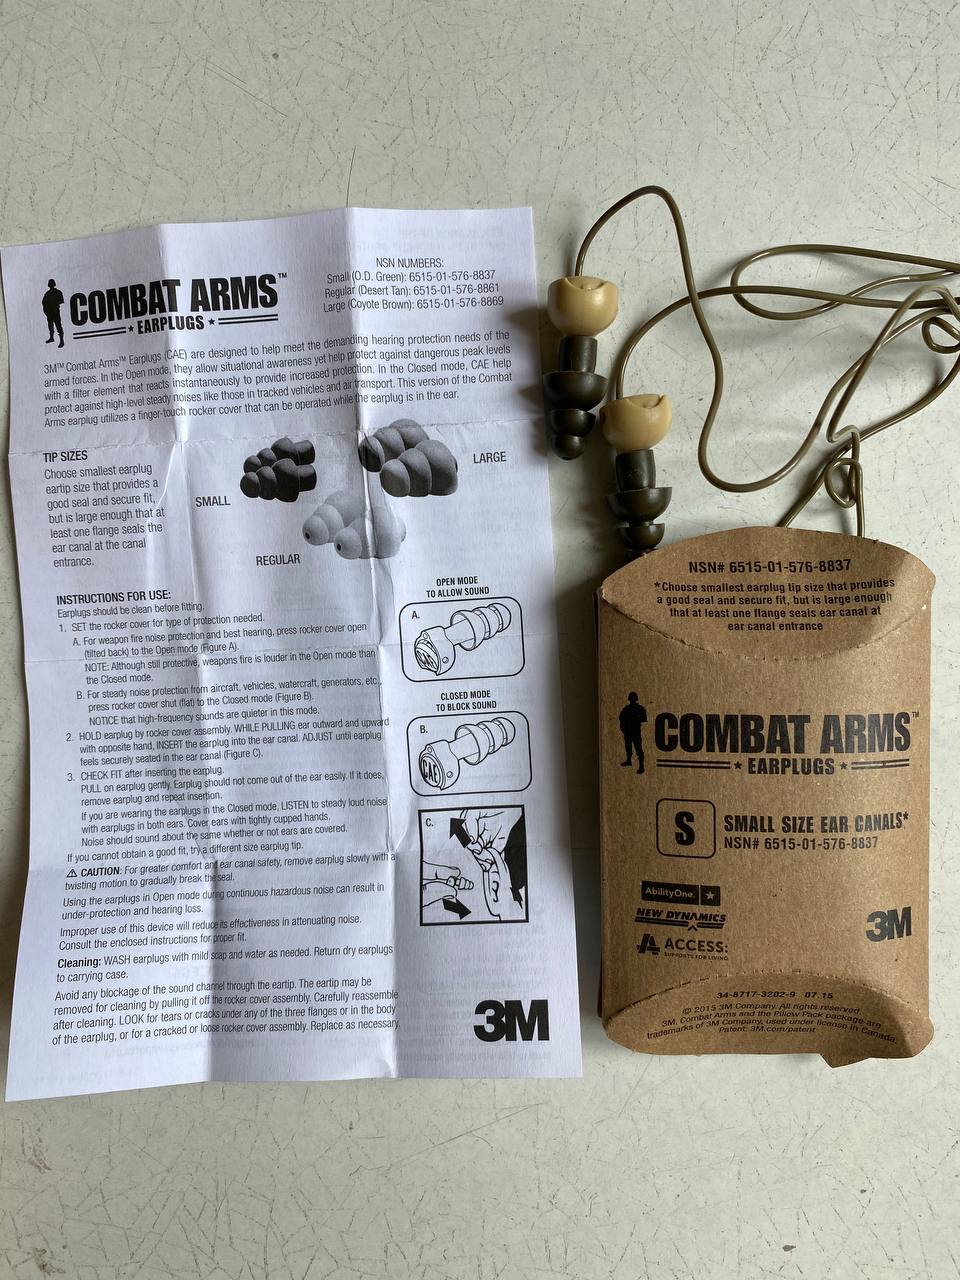 COMBAT ARMS™
EARPLUGS
NSN NUMBERS:
Small (O.D. Green): 6515-01-576-8837
Regular (Desert Tan): 6515-01-576-8861
Large (Coyote Brown): 6515-01-576-8869
3M™ Combat Arms™ Earplugs (CAE) are designed to help meet the demanding hearing protection needs of the
armed forces. In the Open mode, they allow situational awareness yet help protect against dangerous peak levels
with a filter element that reacts instantaneously to provide increased protection. In the Closed mode, CAE help
protect against high-level steady noises like those in tracked vehicles and air transport. This version of the Combat
Arms earplug utilizes a finger-touch rocker cover that can be operated while the earplug is in the ear.
TIP SIZES
Choose smallest earplug
eartip size that provides a
good seal and secure fit,
but is large enough that at
least one flange seals the
ear canal at the canal
entrance.
SMALL
LARGE
REGULAR
INSTRUCTIONS FOR USE:
Earplugs should be clean before fitting.
1. SET the rocker cover for type of protection needed.
A. For weapon fire noise protection and best hearing, press rocker cover open
(tilted back) to the Open mode (Figure A).
NOTE: Although still protective, weapons fire is louder in the Open mode than
the Closed mode.
B. For steady noise protection from aircraft, vehicles, watercraft, generators, etc.,
press rocker cover shut (flat) to the Closed mode (Figure B).
NOTICE that high-frequency sounds are quieter in this mode.
2. HOLD earplug by rocker cover assembly. WHILE PULLING ear outward and upward
with opposite hand, INSERT the earplug into the ear canal. ADJUST until earplug
feels securely seated in the ear canal (Figure C).
3. CHECK FIT after inserting the earplug.
PULL on earplug gently. Earplug should not come out of the ear easily. If it does,
remove earplug and repeat insertion.
If you are wearing the earplugs in the Closed mode, LISTEN to steady loud noise
with earplugs in both ears. Cover ears with tightly cupped hands.
Noise should sound about the same whether or not ears are covered.
If you cannot obtain a good fit, try a different size earplug tip.
⚠ CAUTION: For greater comfort and ear canal safety, remove earplug slowly with a
twisting motion to gradually break the seal.
Using the earplugs in Open mode during continuous hazardous noise can result in
under-protection and hearing loss.
Improper use of this device will reduce its effectiveness in attenuating noise.
Consult the enclosed instructions for proper fit.
Cleaning: WASH earplugs with mild soap and water as needed. Return dry earplugs
to carrying case.
Avoid any blockage of the sound channel through the eartip. The eartip may be
removed for cleaning by pulling it off the rocker cover assembly. Carefully reassemble
after cleaning. LOOK for tears or cracks under any of the three flanges or in the body
of the earplug, or for a cracked or loose rocker cover assembly. Replace as necessary.
OPEN MODE
TO ALLOW SOUND
A.
CLOSED MODE
TO BLOCK SOUND
B.
CAE
C.
3M
NSN# 6515-01-576-8837
*Choose smallest earplug tip size that provides
a good seal and secure fit, but is large enough
that at least one flange seals ear canal at
ear canal entrance
COMBAT ARMS™
EARPLUGS
S
SMALL SIZE EAR CANALS*
NSN# 6515-01-576-8837
AbilityOne.
NEW DYNAMICS
ACCESS:
SUPPORTS FOR LIVING
3M
34-8717-3202-9 07.15
© 2015 3M Company. All rights reserved
3M, Combat Arms and the Pillow Pack package are
trademarks of 3M Company, used under license in Canada.
Patent: 3M.com/patent